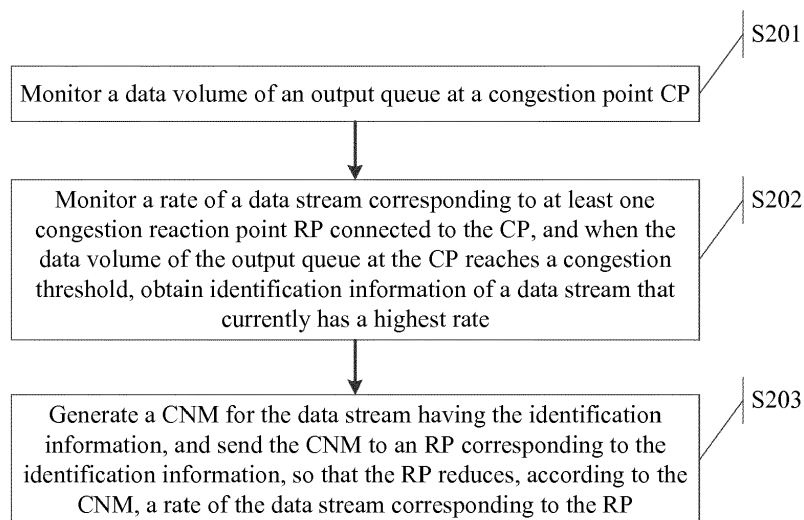 S201
Monitor a data volume of an output queue at a congestion point CP
S202
Monitor a rate of a data stream corresponding to at least one
congestion reaction point RP connected to the CP, and when the
data volume of the output queue at the CP reaches a congestion
threshold, obtain identification information of a data stream that
currently has a highest rate
S203
Generate a CNM for the data stream having the identification
information, and send the CNM to an RP corresponding to the
identification information, so that the RP reduces, according to the
CNM, a rate of the data stream corresponding to the RP